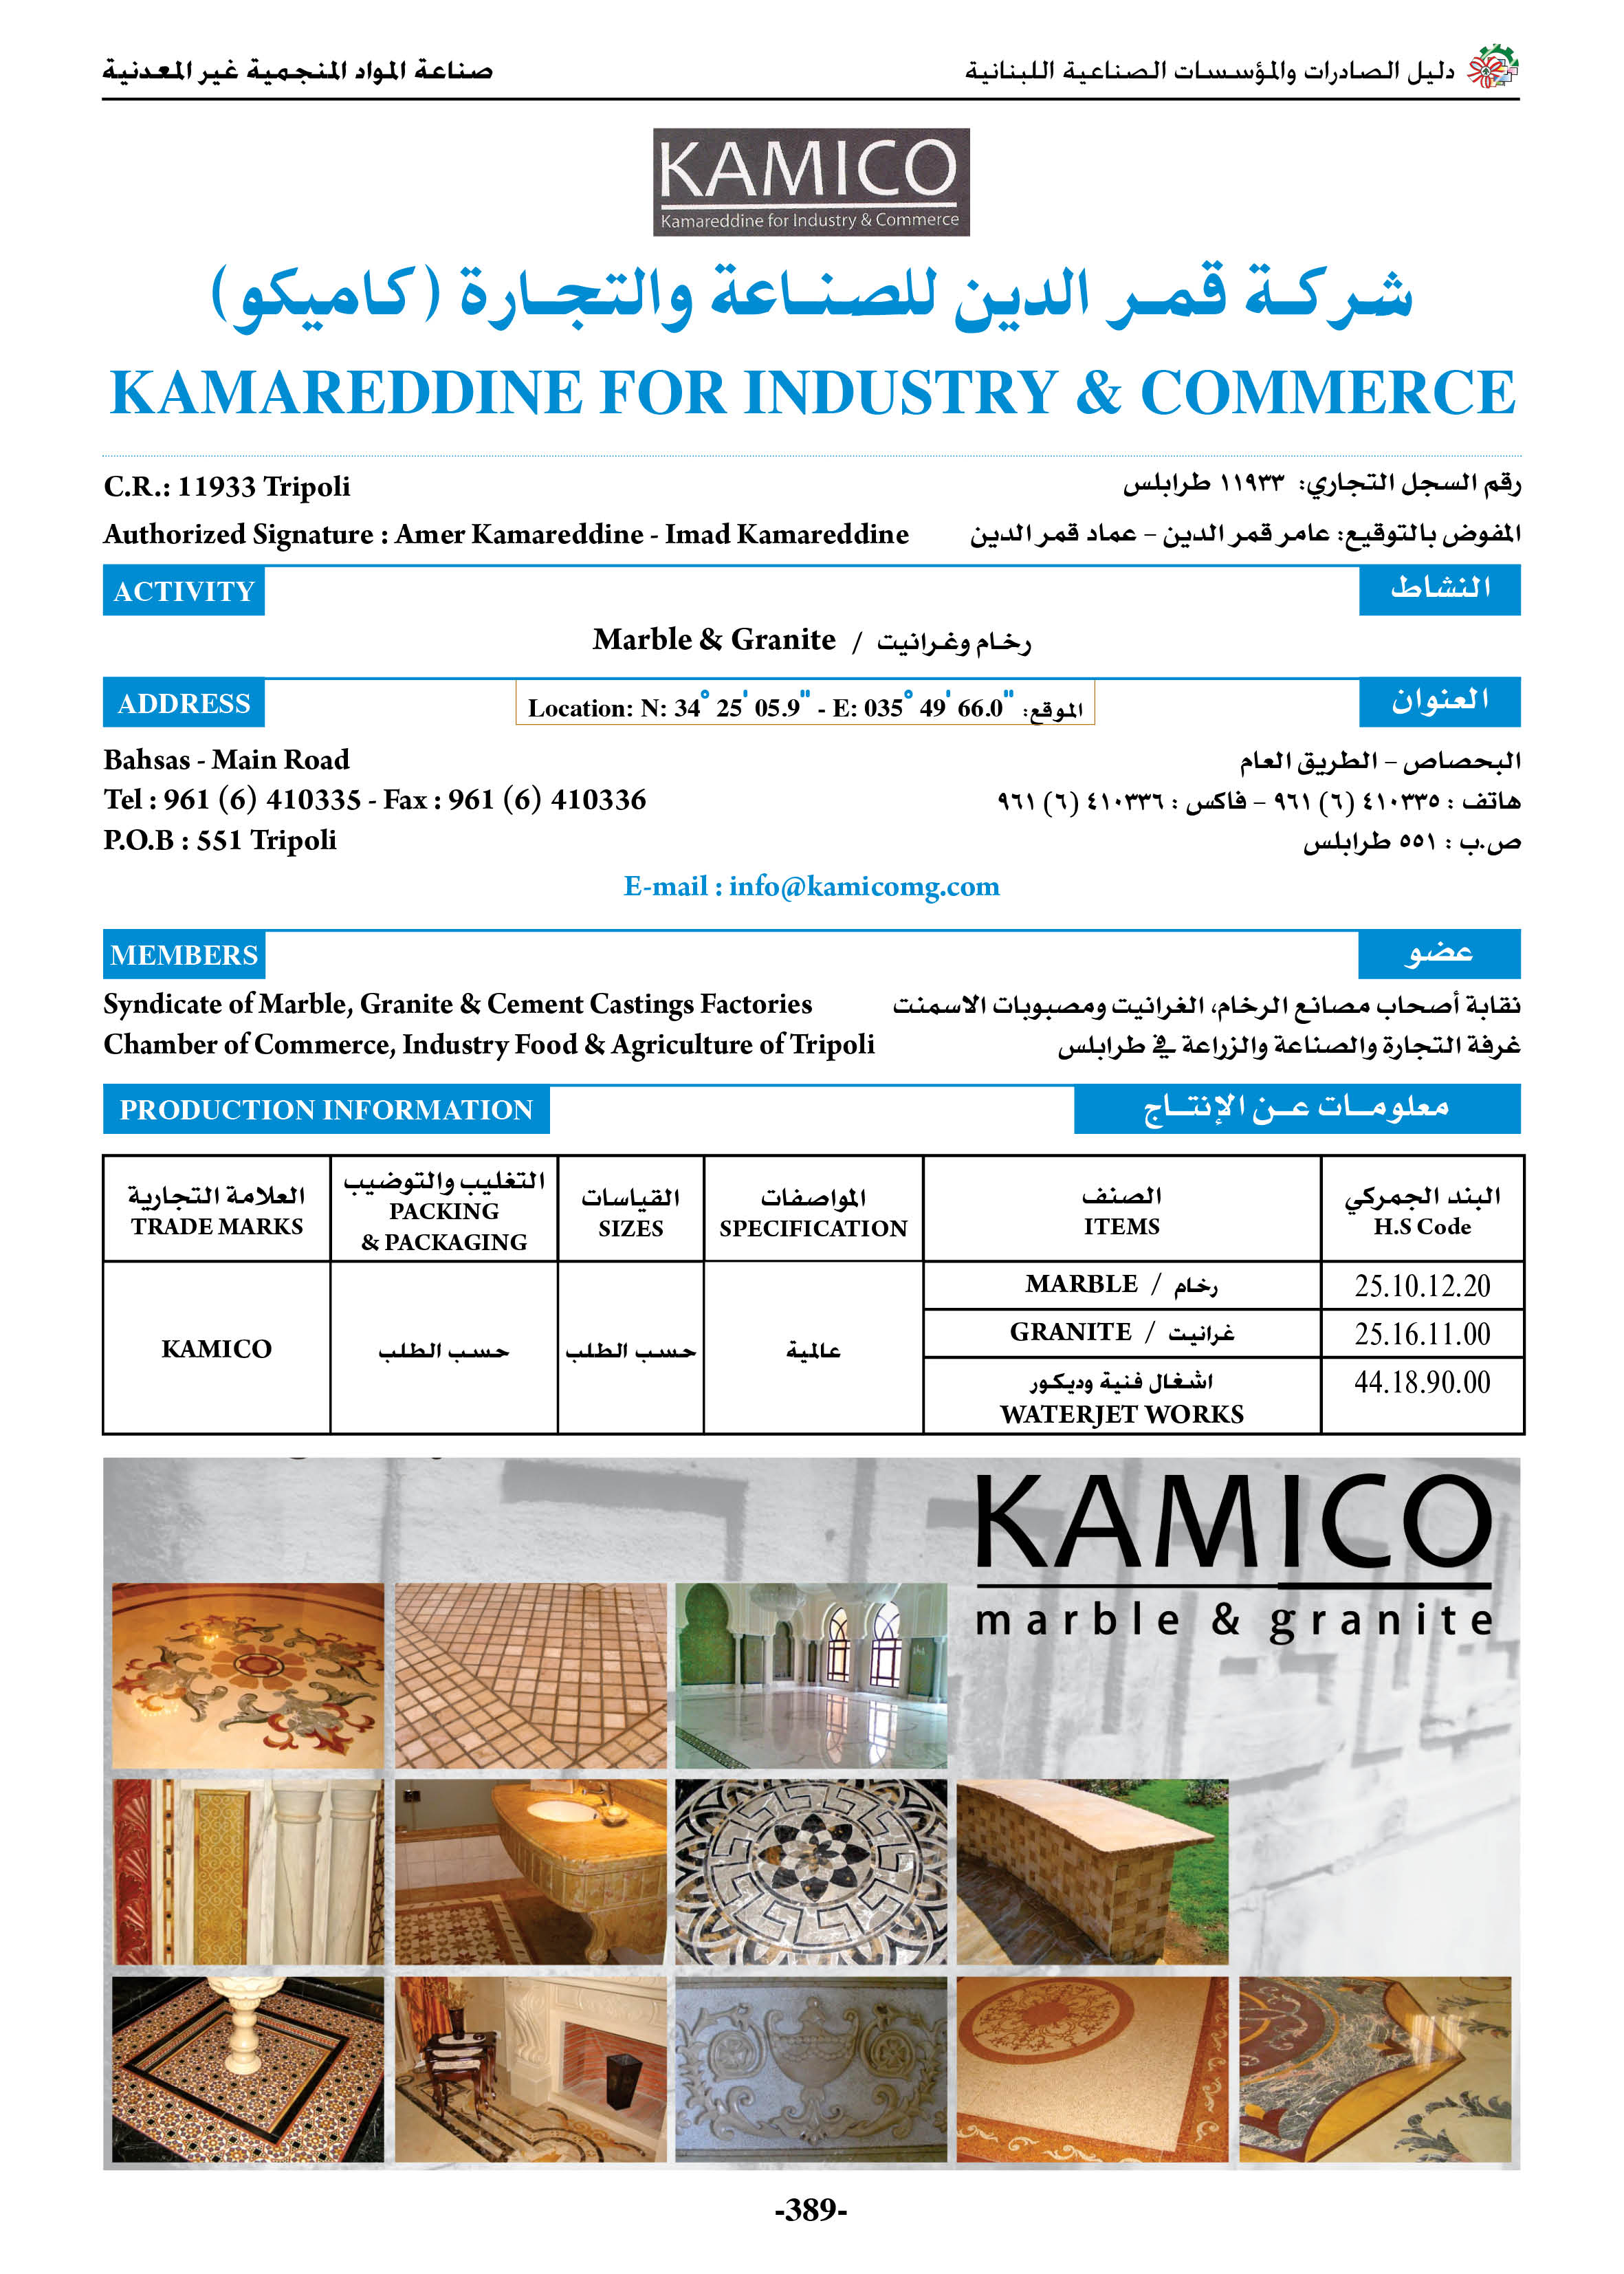 صناعة المواد المنجمية غير المعدنية
دليل الصادرات والمؤسسات الصناعية اللبنانية
KAMICO
Kamareddine for Industry & Commerce
شركة قمر الدين للصناعة والتجارة (كاميكو)
KAMAREDDINE FOR INDUSTRY & COMMERCE
C.R.: 11933 Tripoli
رقم السجل التجاري: ١١٩٣٣ طرابلس
Authorized Signature : Amer Kamareddine - Imad Kamareddine
المفوض بالتوقيع: عامر قمر الدين – عماد قمر الدين
ACTIVITY
النشاط
Marble & Granite / رخام وغرانيت
ADDRESS
Location: N: 34° 25' 05.9" - E: 035° 49' 66.0" الموقع:
العنوان
Bahsas - Main Road
البحصاص – الطريق العام
Tel : 961 (6) 410335 - Fax : 961 (6) 410336
هاتف : ٤١٠٣٣٥ (٦) ٩٦١ – فاكس : ٤١٠٣٣٦ (٦) ٩٦١
P.O.B : 551 Tripoli
ص.ب : ٥٥١ طرابلس
E-mail : info@kamicomg.com
MEMBERS
عضو
Syndicate of Marble, Granite & Cement Castings Factories
نقابة أصحاب مصانع الرخام، الغرانيت ومصبوبات الاسمنت
Chamber of Commerce, Industry Food & Agriculture of Tripoli
غرفة التجارة والصناعة والزراعة في طرابلس
PRODUCTION INFORMATION
معلومات عن الإنتاج
العلامة التجارية
TRADE MARKS
التغليب والتوضيب
PACKING
& PACKAGING
القياسات
SIZES
المواصفات
SPECIFICATION
الصنف
ITEMS
البند الجمركي
H.S Code
MARBLE / رخام
25.10.12.20
GRANITE / غرانيت
25.16.11.00
اشغال فنية وديكور
WATERJET WORKS
44.18.90.00
KAMICO
حسب الطلب
حسب الطلب
عالمية
KAMICO
marble & granite
-389-